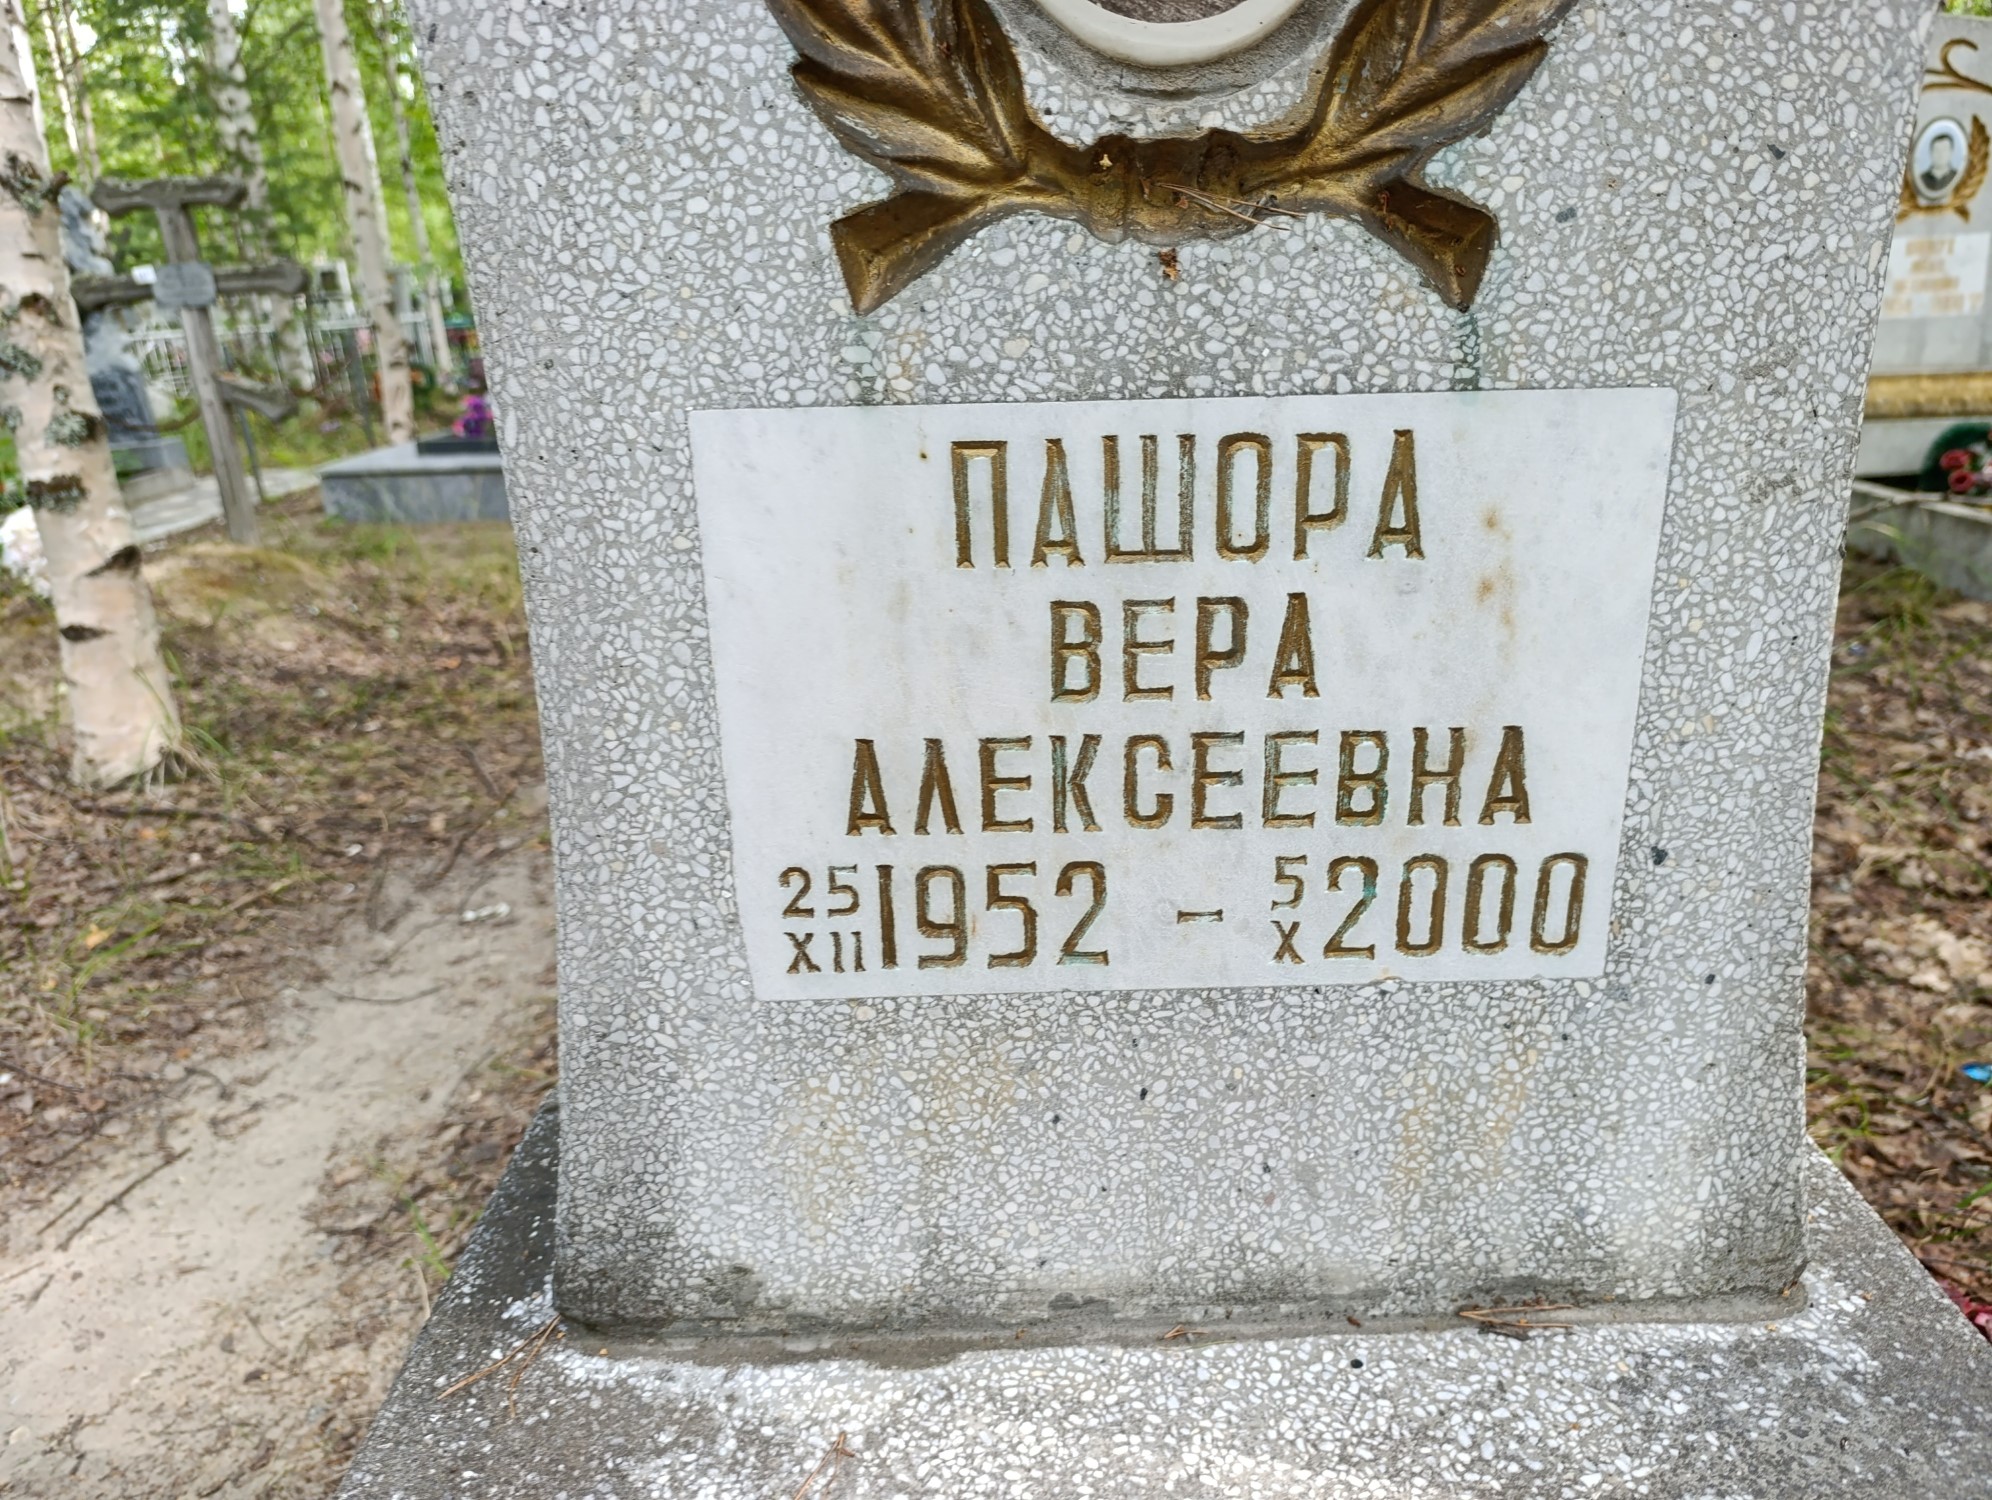 ПАШОРА
ВЕРА
АЛЕКСЕЕВНА
25/XII 1952 - 5/X 2000